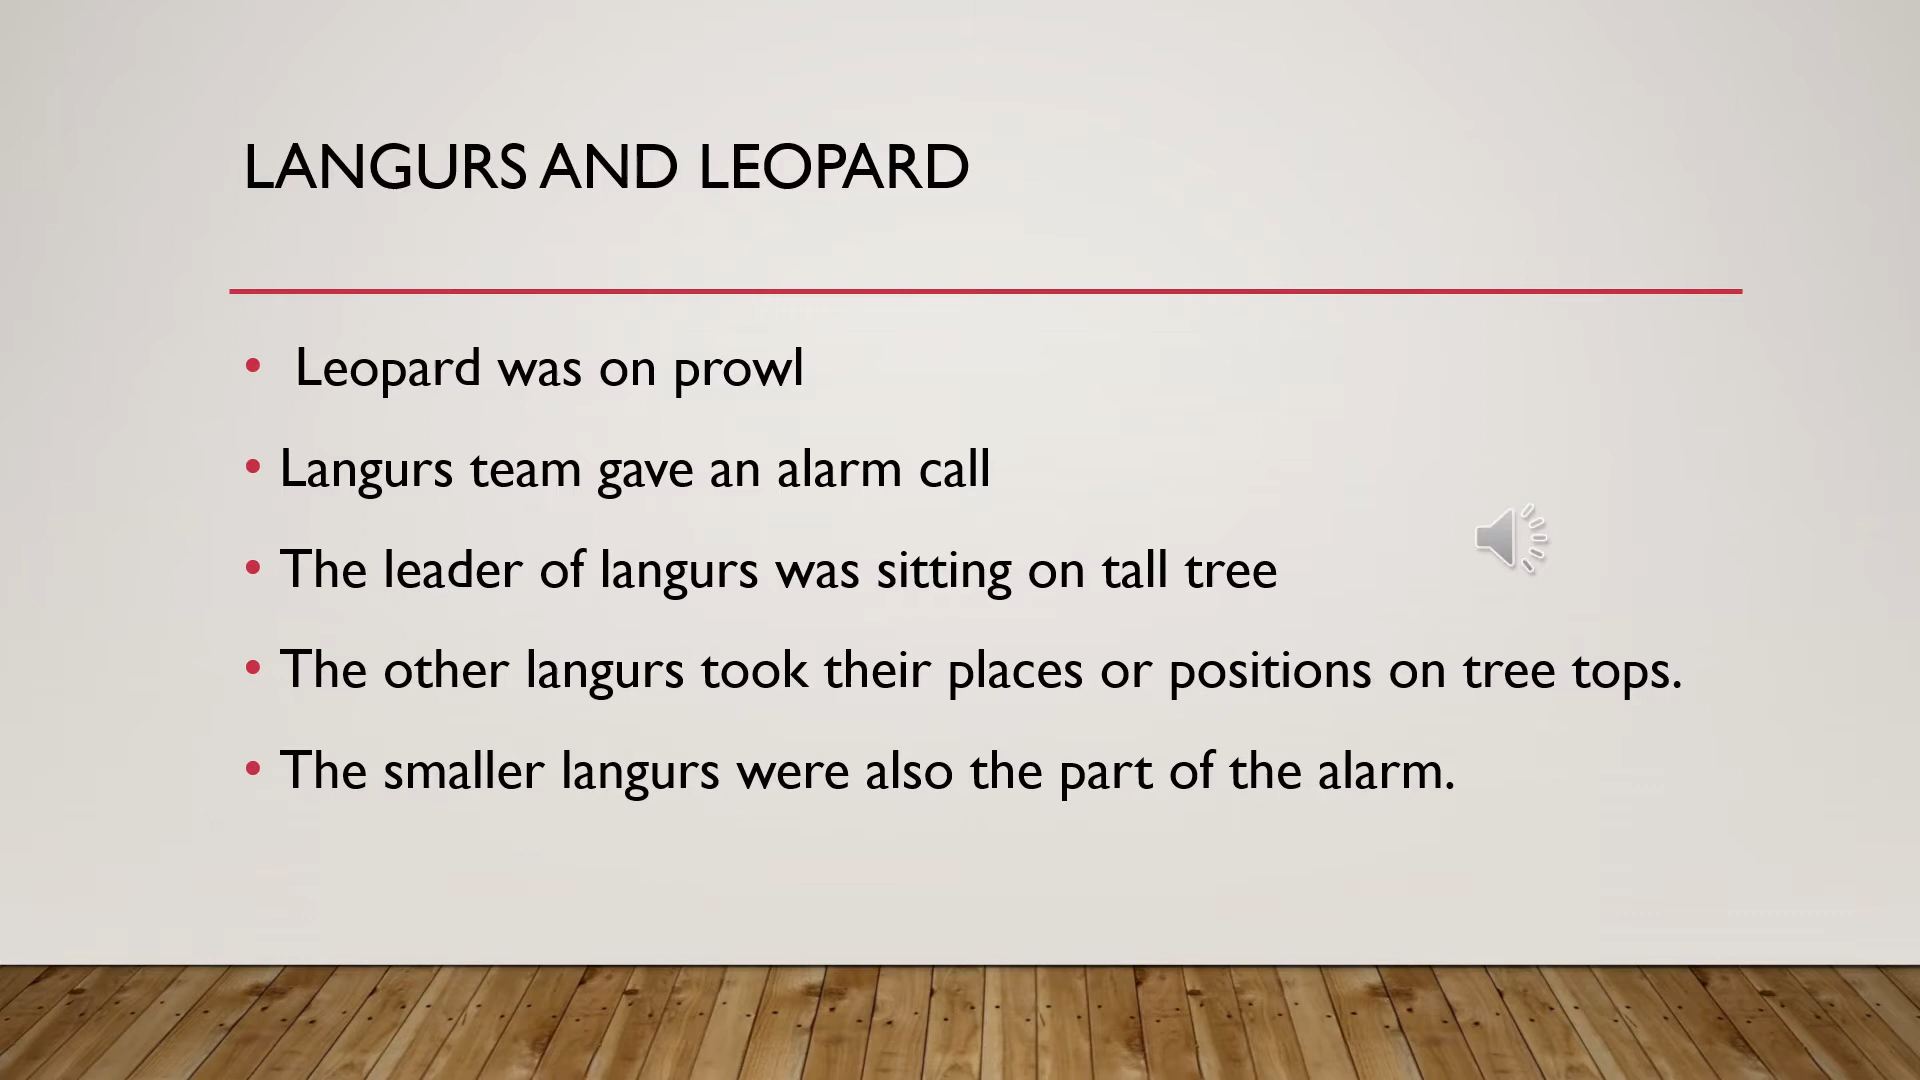 LANGURS AND LEOPARD
• Leopard was on prowl
• Langurs team gave an alarm call
• The leader of langurs was sitting on tall tree
• The other langurs took their places or positions on tree tops.
• The smaller langurs were also the part of the alarm.